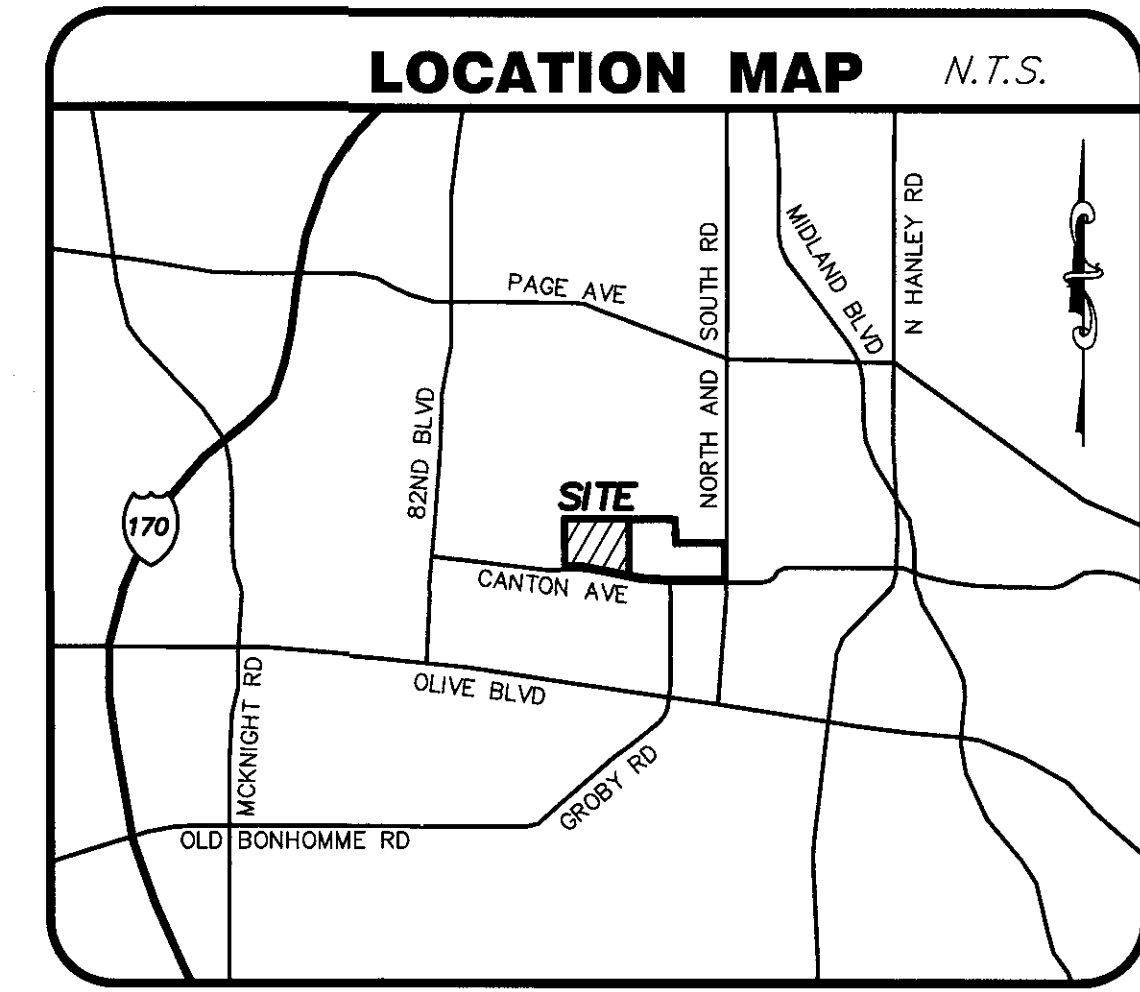 LOCATION MAP N.T.S.
PAGE AVE
NORTH AND SOUTH RD
MIDLAND BLVD
N HANLEY RD
82ND BLVD
SITE
170
CANTON AVE
OLIVE BLVD
MCKNIGHT RD
GROBY RD
OLD BONHOMME RD